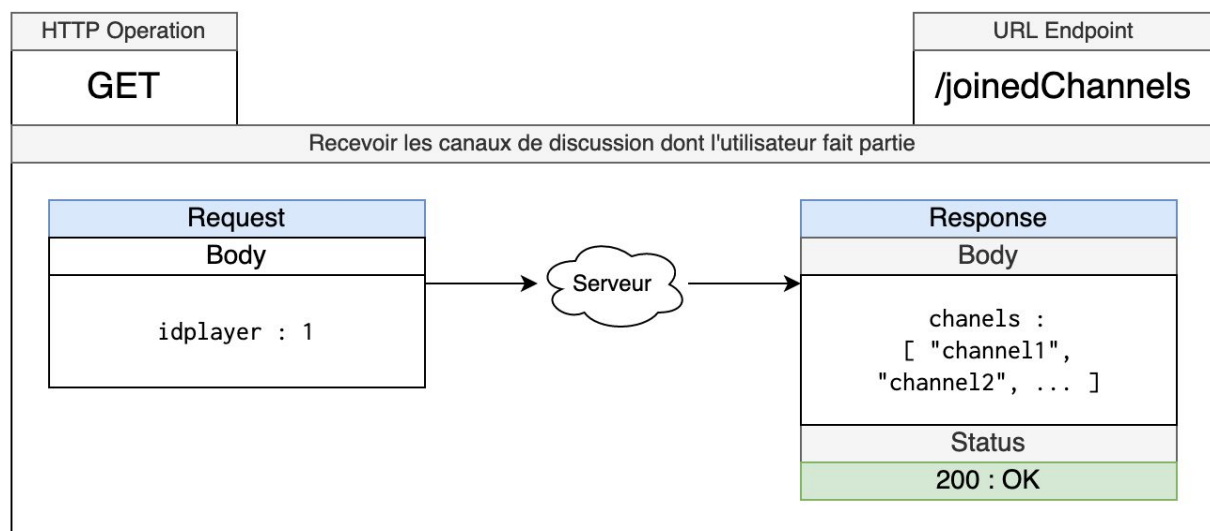 HTTP Operation
URL Endpoint
GET
/joinedChannels
Recevoir les canaux de discussion dont l'utilisateur fait partie
Request
Body
idplayer : 1
Serveur
Response
Body
chanels :
[ "channel1",
"channel2", ... ]
Status
200 : OK